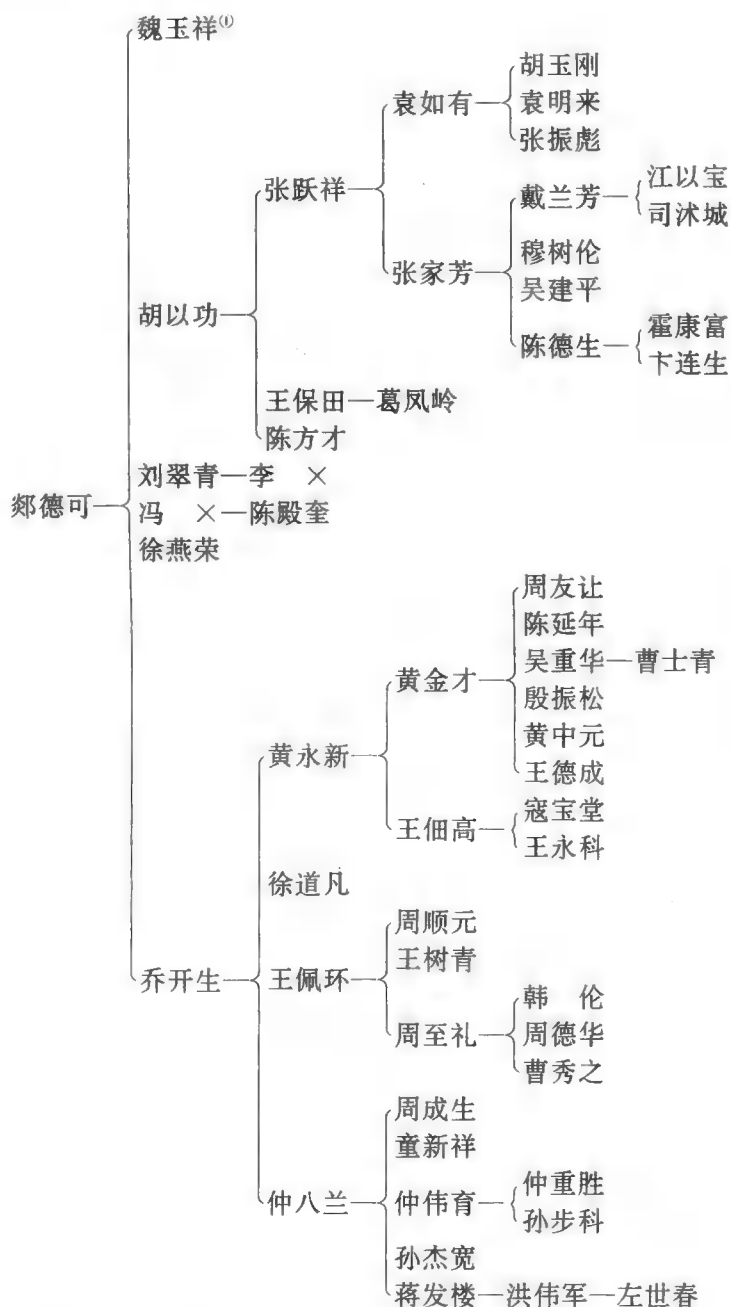 魏玉祥⁽¹⁾
胡玉刚
袁如有
袁明来
张振彪
江以宝
张跃祥
戴兰芳
司沭城
穆树伦
张家芳
吴建平
胡以功
霍康富
陈德生
卞连生
王保田—葛凤岭
陈方才
刘翠青—李 ×
郯德可
冯 ×—陈殿奎
徐燕荣
周友让
陈延年
吴重华—曹士青
黄金才
殷振松
黄永新
黄中元
王德成
寇宝堂
王佃高
王永科
徐道凡
周顺元
王树青
乔开生
王佩环
韩 伦
周至礼
周德华
曹秀之
周成生
童新祥
仲重胜
仲八兰
仲伟育
孙步科
孙杰宽
蒋发楼—洪伟军—左世春